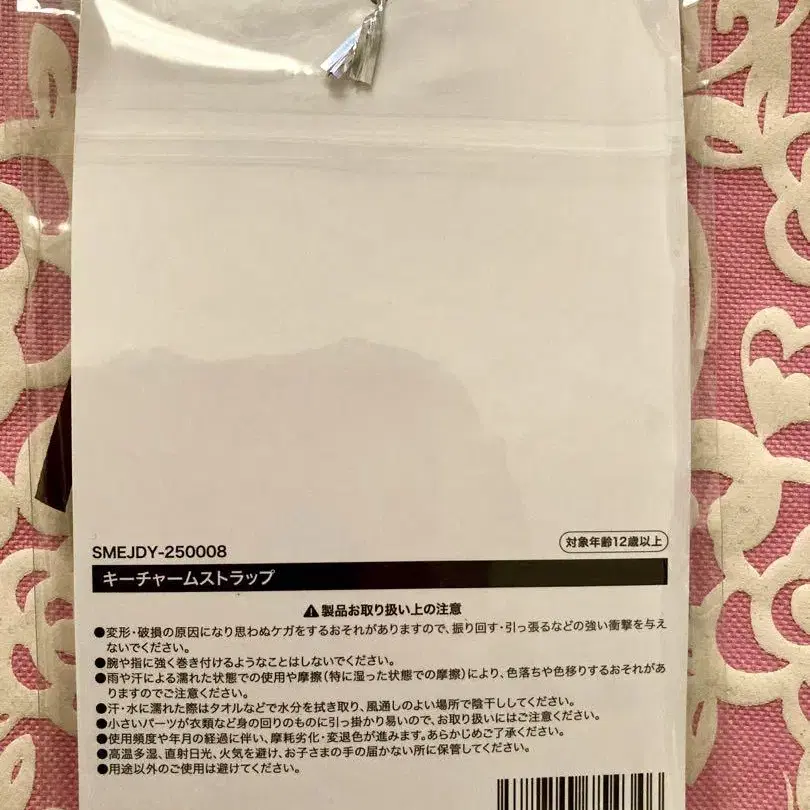 SMEJDY-250008
対象年齢12歳以上
キーチャームストラップ
⚠製品お取り扱い上の注意
●変形・破損の原因になり思わぬケガをするおそれがありますので、振り回す・引っ張るなどの強い衝撃を与え
ないでください。
●腕や指に強く巻き付けるようなことはしないでください。
●雨や汗による濡れた状態での使用や摩擦(特に湿った状態での摩擦)により、色落ちや色移りするおそれがあ
りますのでご注意ください。
●汗・水に濡れた際はタオルなどで水分を拭き取り、風通しのよい場所で陰干ししてください。
●小さいパーツが衣類など身の回りのものに引っ掛かり易いので、お取り扱いにはご注意ください。
●使用頻度や年月の経過に伴い、摩耗劣化・変退色が進みます。あらかじめご了承ください。
●高温多湿、直射日光、火気を避け、お子さまの手の届かない所に保管してください。
●用途以外のご使用は避けてください。